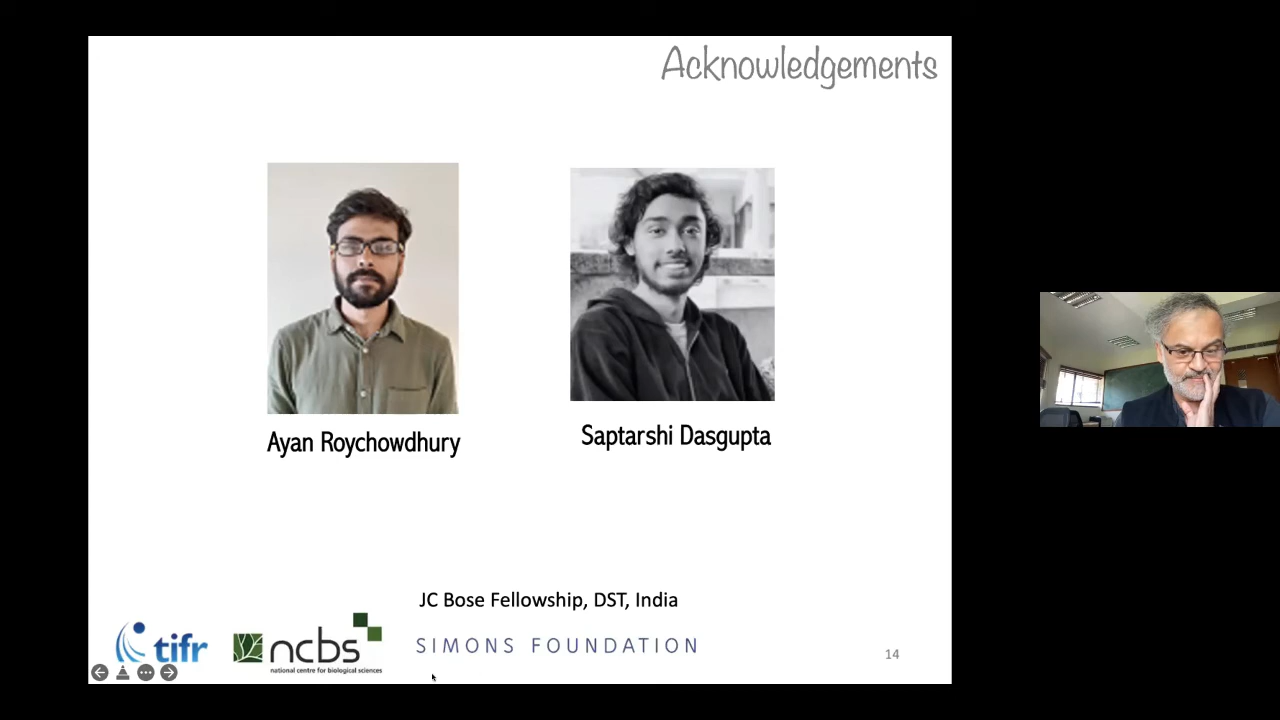 Acknowledgements
Ayan Roychowdhury
Saptarshi Dasgupta
JC Bose Fellowship, DST, India
tifr
ncbs
national centre for biological sciences
SIMONS FOUNDATION
14